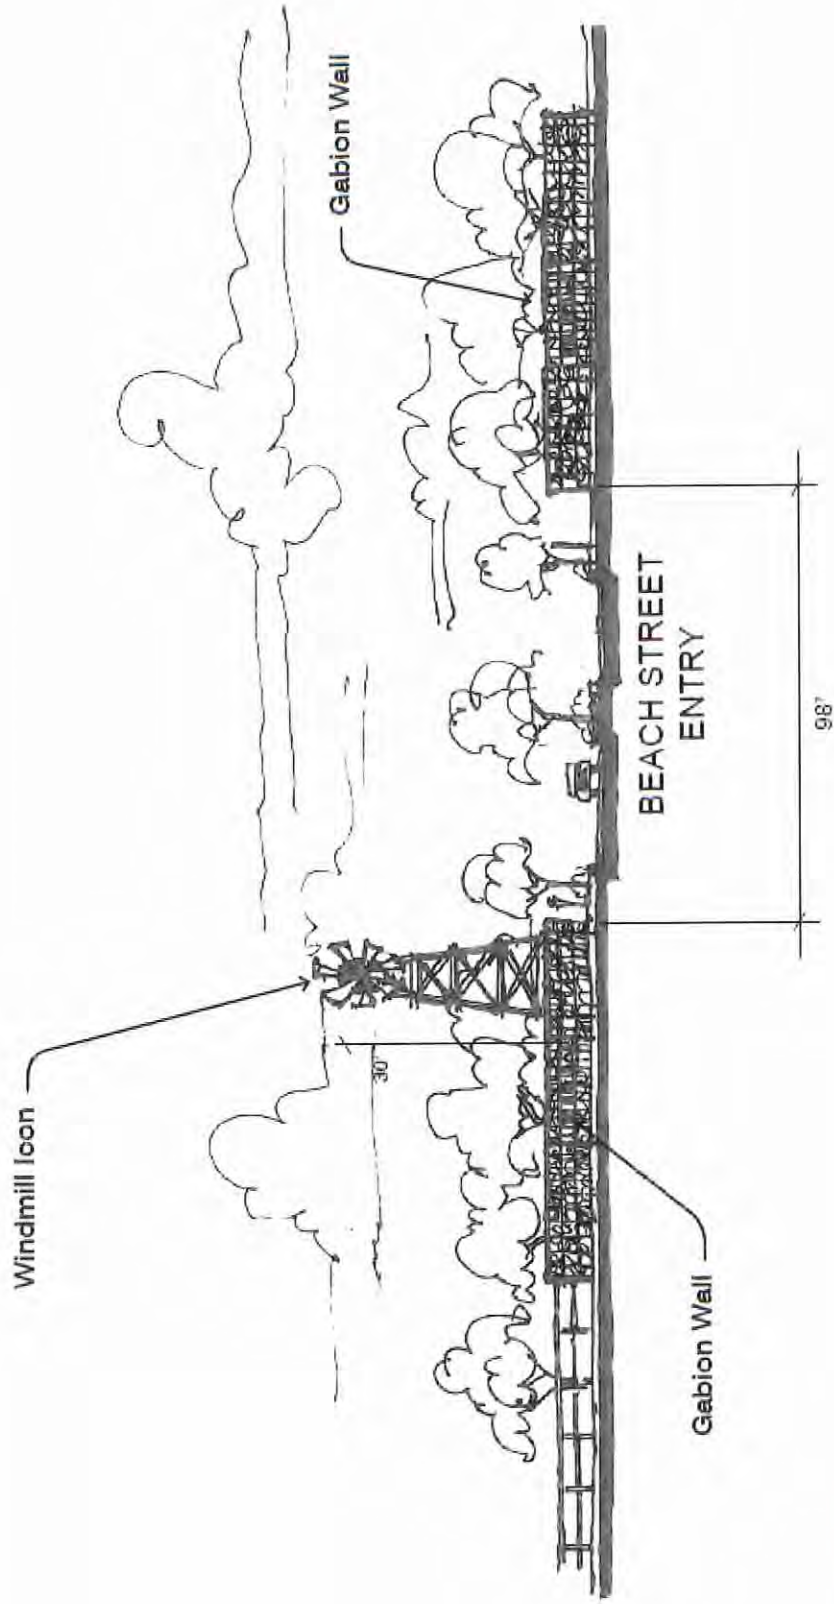 Windmill Icon
Gabion Wall
30'
Gabion Wall
BEACH STREET
ENTRY
98'